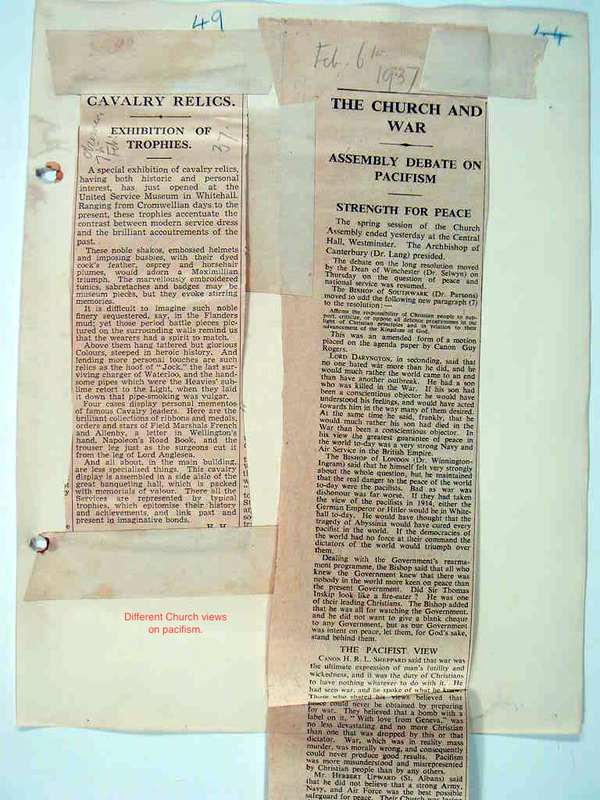 49
44
Feb. 6th
1937
CAVALRY RELICS.
EXHIBITION OF
TROPHIES.
7th
Feb.
37.
A special exhibition of cavalry relics,
having both historic and personal
interest, has just opened at the
United Service Museum in Whitehall.
Ranging from Cromwellian days to the
present, these trophies accentuate the
contrast between modern service dress
and the brilliant accoutrements of the
past.
These noble shakos, embossed helmets
and imposing busbies, with their dyed
cock's feather, osprey and horsehair
plumes, would adorn a Maximilian
triumph. The marvellously embroidered
tunics, sabretaches and badges may be
museum pieces, but they evoke stirring
memories.
It is difficult to imagine such noble
finery sequestered, say, in the Flanders
mud; yet those period battle pieces pic-
tured on the surrounding walls remind us
that the wearers had a spirit to match.
Above them hang tattered but glorious
Colours, steeped in heroic history. And
lending more personal touches are such
relics as the hoof of "Jock," the last sur-
viving charger of Waterloo, and the hand-
some pipes which were the Heavies' sub-
lime retort to the Light, when they laid
it down that pipe-smoking was vulgar.
Four cases display personal mementoes
of famous Cavalry leaders. Here are the
brilliant collections of ribbons and medals,
orders and stars of Field Marshals French
and Allenby, a letter in Wellington's
hand, Napoleon's Road Book, and the
trouser leg just as the surgeons cut it
from the leg of Lord Anglesea.
And all about, in the main building,
are less specialised things. This cavalry
display is assembled in a side aisle of the
great banqueting hall, which is packed
with memorials of valour. There all the
Services are represented by typical
trophies, which epitomise their history
and achievements, and link past and
present in imaginative bonds.
THE CHURCH AND
WAR
ASSEMBLY DEBATE ON
PACIFISM
STRENGTH FOR PEACE
The spring session of the Church
Assembly ended yesterday at the Central
Hall, Westminster. The Archbishop of
Canterbury (Dr. Lang) presided.
The debate on the long resolution moved
by the Dean of Winchester (Dr. Selwyn) on
Thursday on the question of peace and
national service was resumed.
The BISHOP OF SOUTHWARK (Dr. Parsons)
moved to add the following new paragraph (7)
to the resolution:—
Affirms the responsibility of Christian people to sup-
port, criticize, or oppose all defence programmes in the
light of Christian principles and in relation to their
advancement of the Kingdom of God.
This was an amended form of a motion
placed on the agenda paper by Canon Guy
Rogers.
LORD DARYNGTON, in seconding, said that
no one hated war more than he did, and he
would much rather the world came to an end
than have another outbreak. He had a son
who was killed in the War. If his son had
been a conscientious objector he would have
understood his feelings, and would have acted
towards him in the way many of them desired.
At the same time he said, frankly, that he
would much rather his son had died in the
War than been a conscientious objector. In
his view the greatest guarantee of peace in
the world to-day was a very strong Navy and
Air Service in the British Empire.
The BISHOP OF LONDON (Dr. Winnington-
Ingram) said that he himself felt very strongly
about the whole question, but he maintained
that the real danger to the peace of the world
to-day were the pacifists. Bad as war was
dishonour was far worse. If they had taken
the view of the pacifists in 1914, either the
German Emperor or Hitler would be in White-
hall to-day. He would have thought that the
tragedy of Abyssinia would have cured every
pacifist in the world. If the democracies of
the world had no force at their command the
dictators of the world would triumph over
them.
Dealing with the Government's rearma-
ment programme, the Bishop said that all who
knew the Government knew that there was
nobody in the world more keen on peace than
the present Government. Did Sir Thomas
Inskip look like a fire-eater? He was one
of their leading Christians. The Bishop added
that he was all for watching the Government,
and he did not want to give a blank cheque
to any Government, but as our Government
was intent on peace, let them, for God's sake,
stand behind them.
THE PACIFIST VIEW
CANON H. R. L. SHEPPARD said that war was
the ultimate expression of man's futility and
wickedness, and it was the duty of Christians
to have nothing whatever to do with it. He
had seen war, and he spoke of what he knew.
Those who shared his views believed that
peace could never be obtained by preparing
for war. They believed that a bomb with a
label on it, "With love from Geneva," was
no less devastating and no more Christian
than one that was dropped by this or that
dictator. War, which was in reality mass
murder, was morally wrong, and consequently
could never produce good results. Pacifism
was more misunderstood and misrepresented
by Christian people than by any others.
Mr. HERBERT UPWARD (St. Albans) said
that he did not believe that a strong Army,
Navy, and Air Force was the best possible
safeguard for peace. Their Church was
Different Church views
on pacifism.